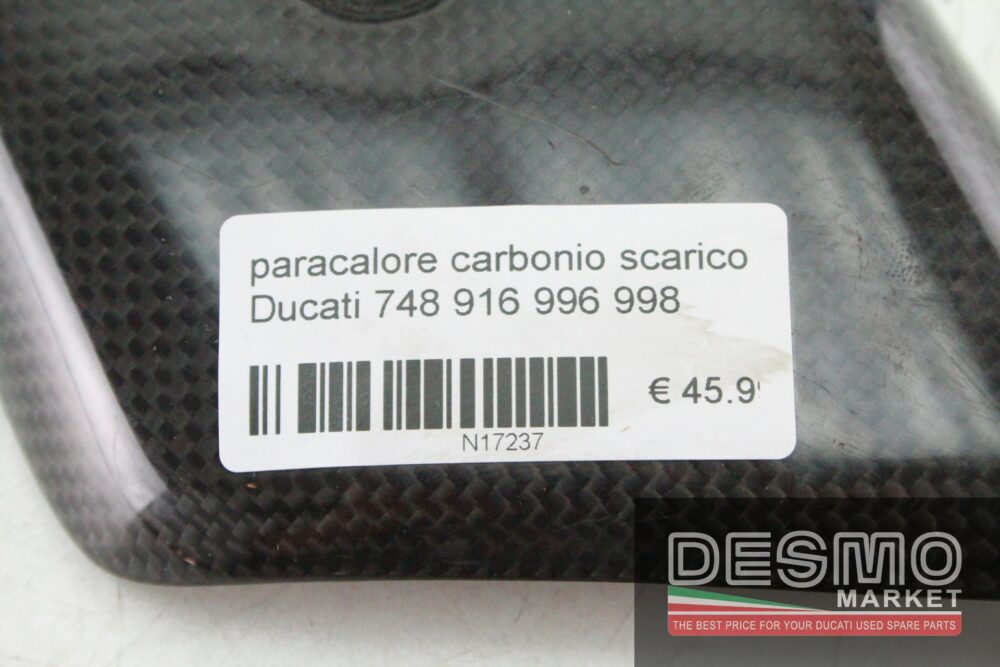 paracalore carbonio scarico
Ducati 748 916 996 998
€ 45.9
N17237
DESMO
MARKET
THE BEST PRICE FOR YOUR DUCATI USED SPARE PARTS